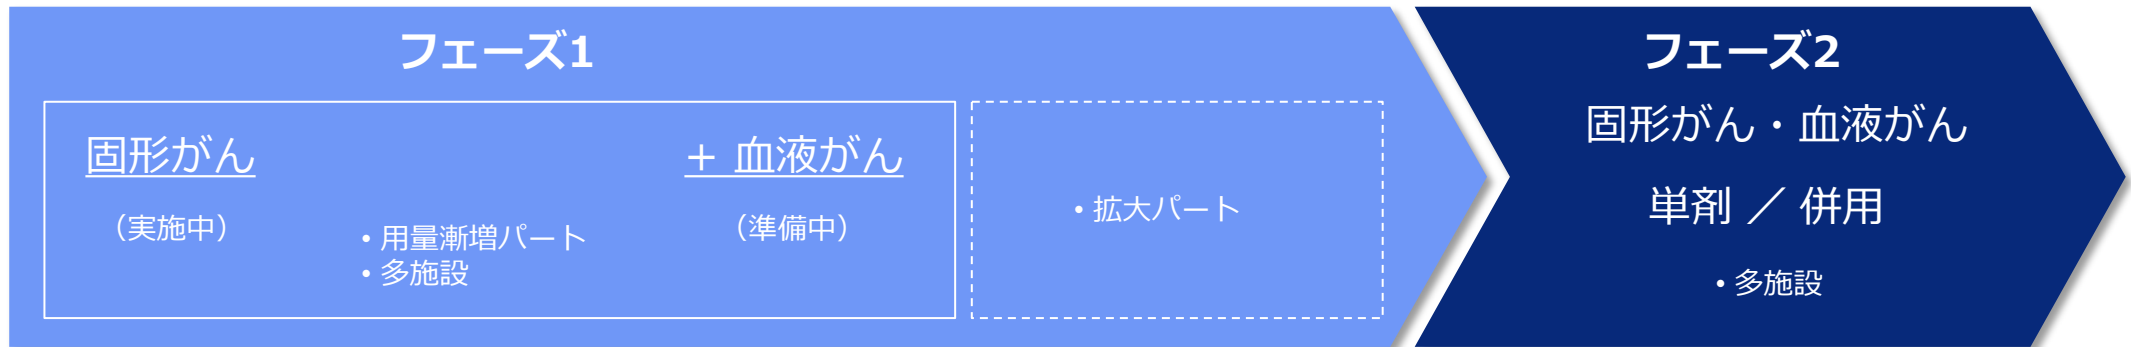 フェーズ1
固形がん
（実施中）
• 用量漸増パート
• 多施設
+ 血液がん
（準備中）
• 拡大パート
フェーズ2
固形がん・血液がん
単剤 ／ 併用
• 多施設